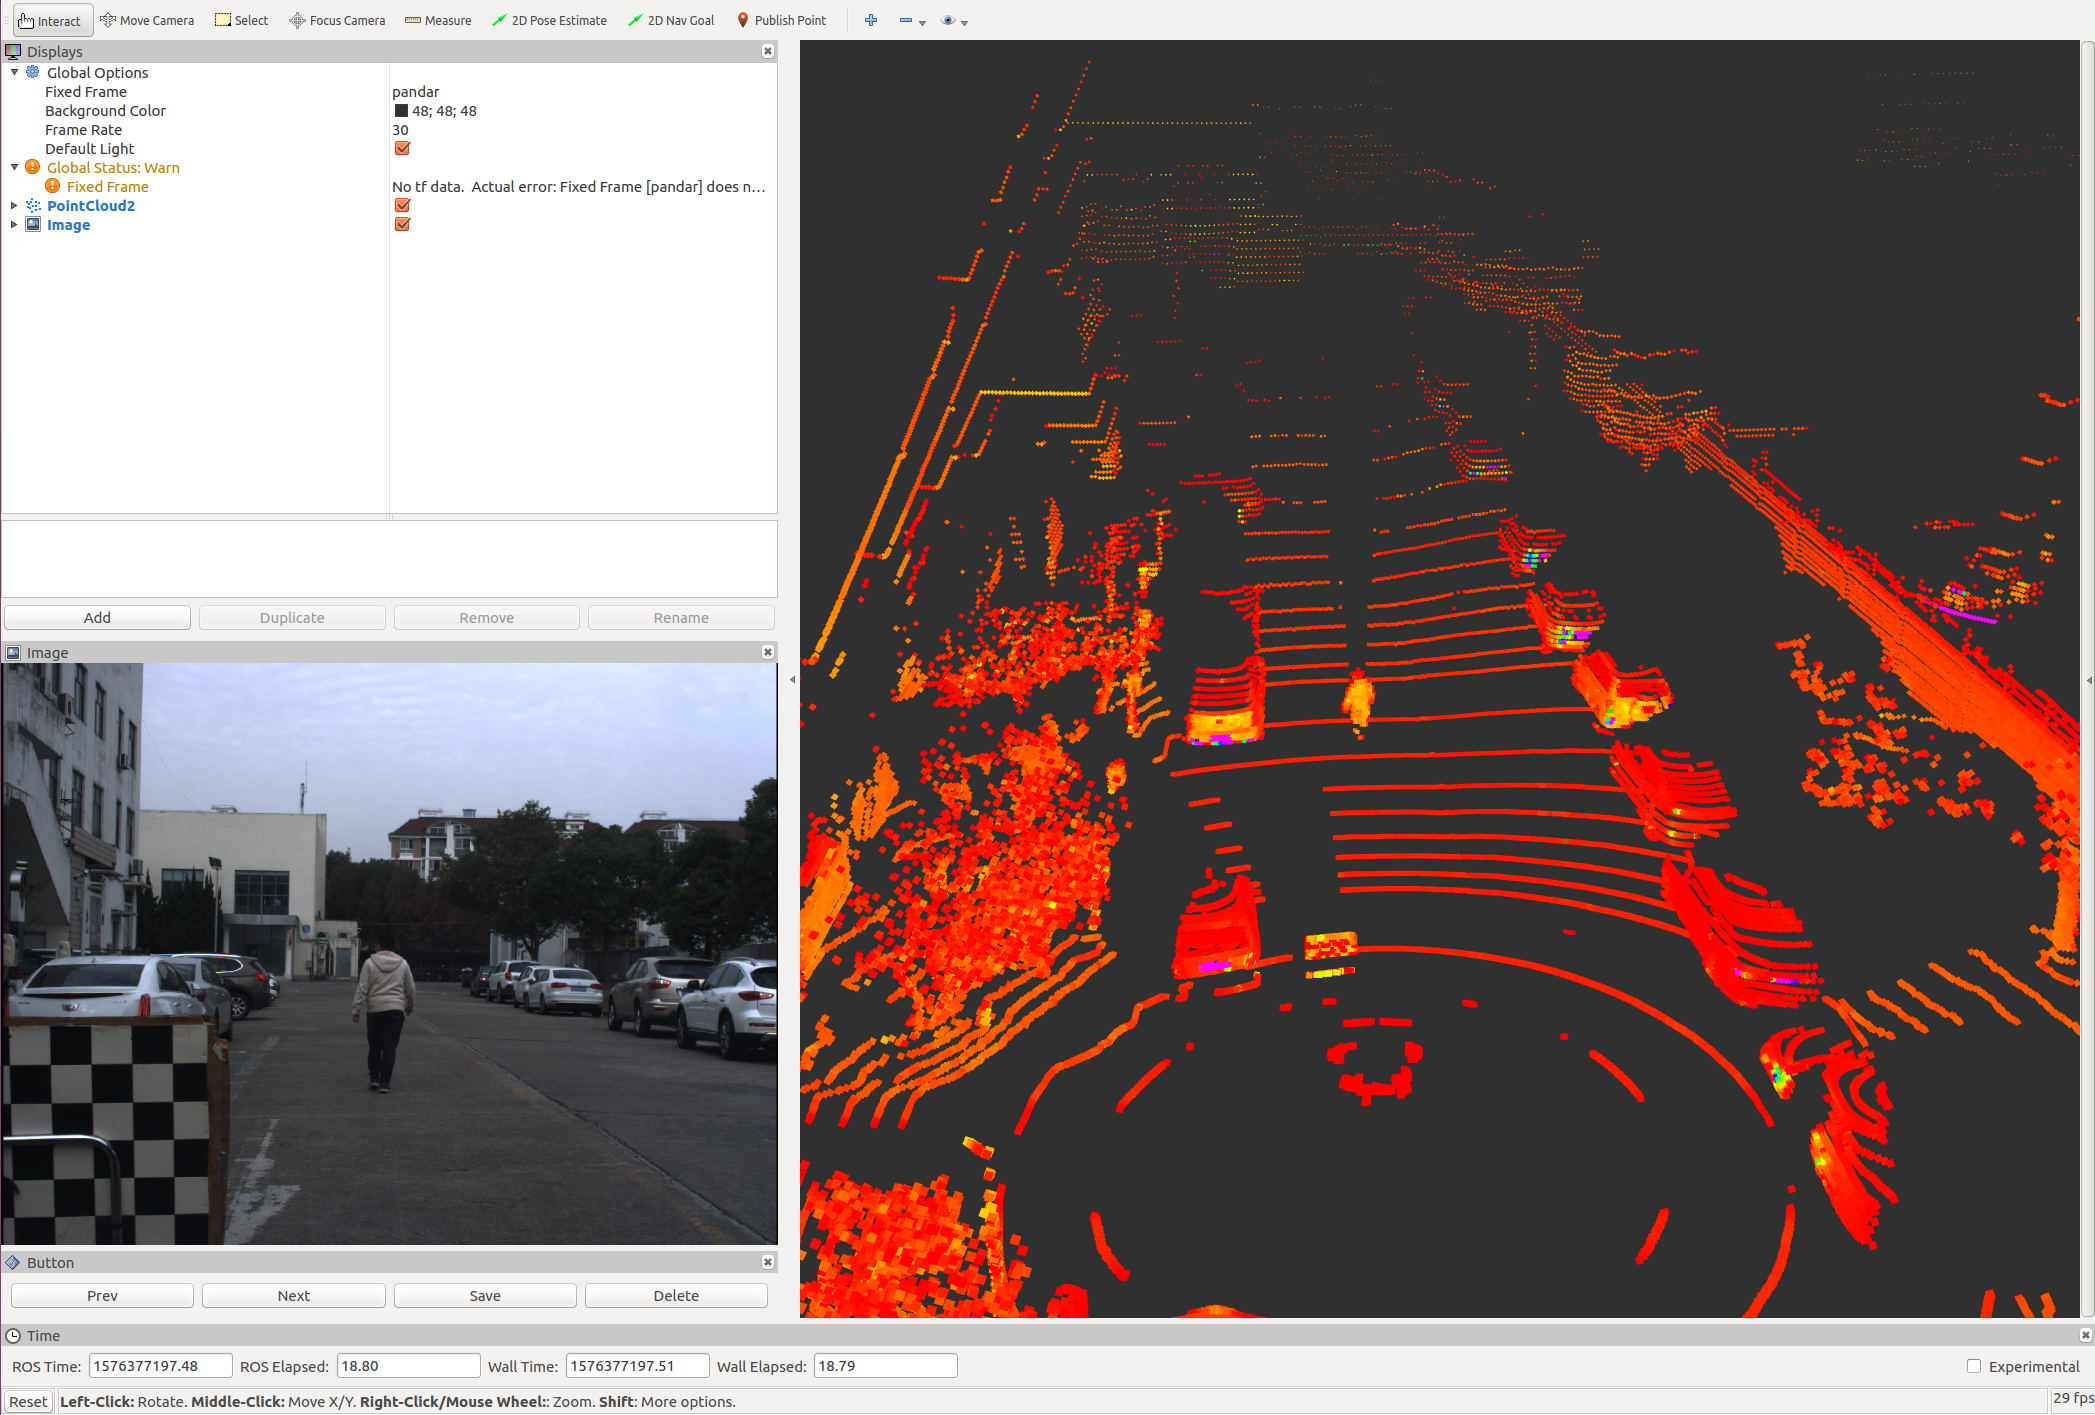 Interact Move Camera Select Focus Camera Measure 2D Pose Estimate 2D Nav Goal Publish Point
Displays
Global Options
Fixed Frame pandar
Background Color 48; 48; 48
Frame Rate 30
Default Light
Global Status: Warn
Fixed Frame No tf data.  Actual error: Fixed Frame [pandar] does n...
PointCloud2
Image
Add Duplicate Remove Rename
Image
Button
Prev Next Save Delete
Time
ROS Time: 1576377197.48 ROS Elapsed: 18.80 Wall Time: 1576377197.51 Wall Elapsed: 18.79 Experimental
Reset Left-Click: Rotate. Middle-Click: Move X/Y. Right-Click/Mouse Wheel:: Zoom. Shift: More options. 29 fps